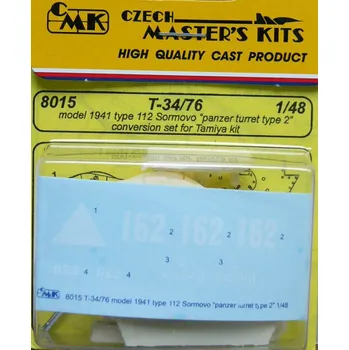 CMK
CZECH
MASTER'S KITS
HIGH QUALITY CAST PRODUCT
8015 T-34/76 1/48
model 1941 type 112 Sormovo "panzer turret type 2"
conversion set for Tamiya kit
1 162 2 162 2 162 2
3 3
4 4
CMK 8015 T-34/76 model 1941 type 112 Sormovo "panzer turret type 2" 1/48